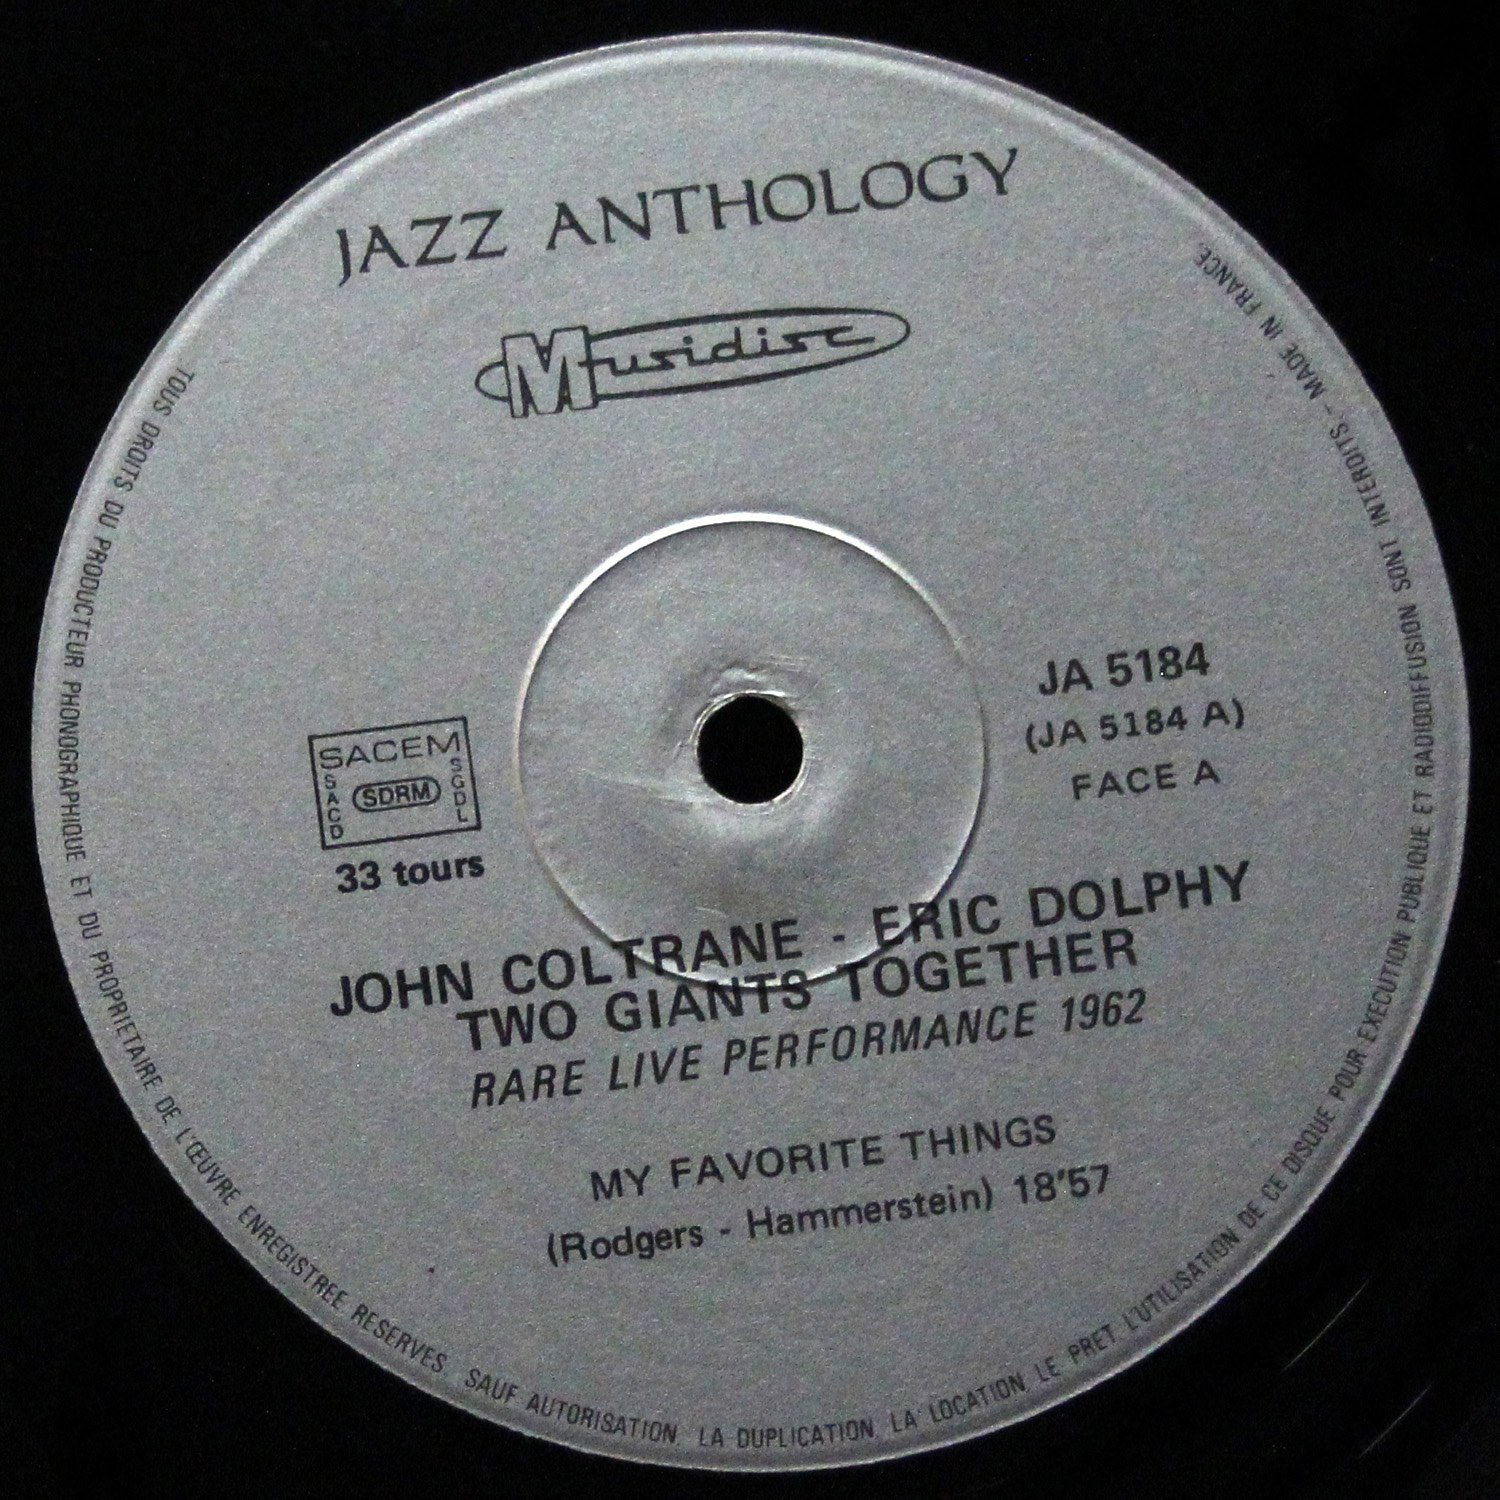 JAZZ ANTHOLOGY
Musidisc
JA 5184
(JA 5184 A)
FACE A
SACEM
SACD
SDRM
SGDL
33 tours
JOHN COLTRANE - ERIC DOLPHY
TWO GIANTS TOGETHER
RARE LIVE PERFORMANCE 1962
MY FAVORITE THINGS
(Rodgers - Hammerstein) 18'57
TOUS DROITS DU PRODUCTEUR PHONOGRAPHIQUE ET DU PROPRIETAIRE DE L'ŒUVRE ENREGISTREE RESERVES. SAUF AUTORISATION, LA DUPLICATION, LA LOCATION, LE PRET, L'UTILISATION DE CE DISQUE POUR EXECUTION PUBLIQUE ET RADIODIFFUSION SONT INTERDITS. - MADE IN FRANCE.